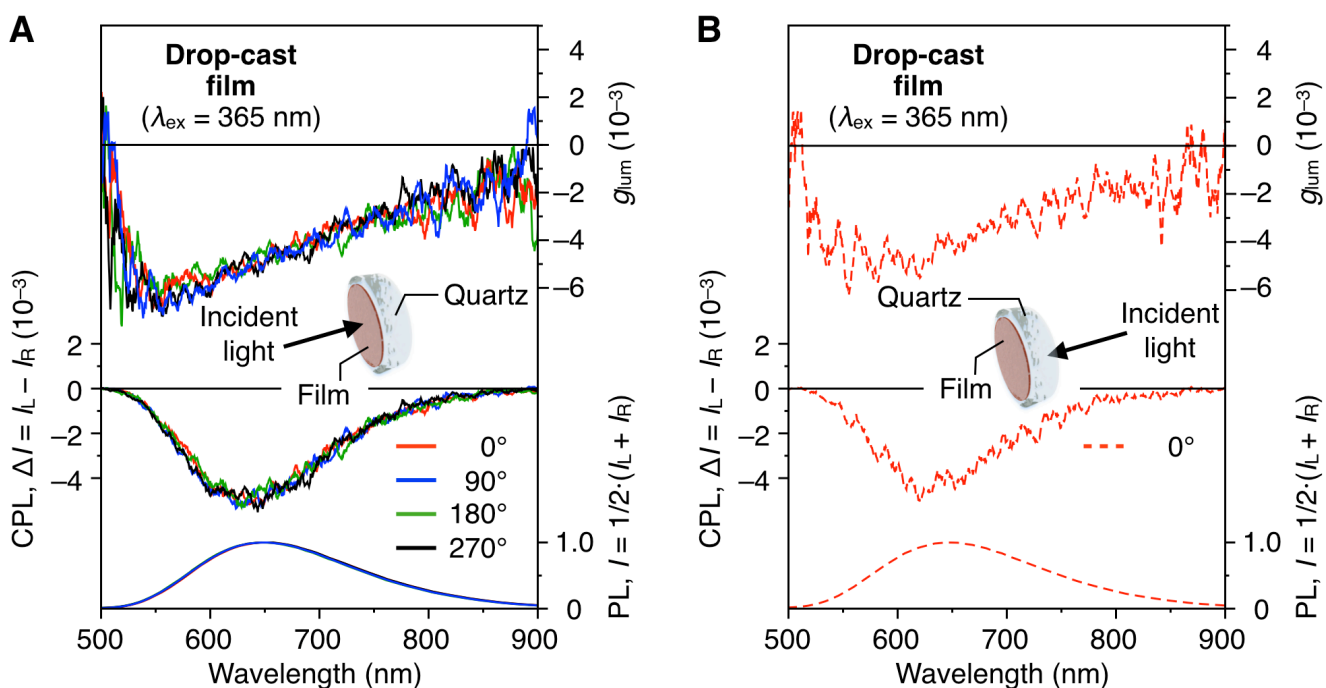 A
Drop-cast
film
(λex = 365 nm)
4
2
0
−2
−4
−6
glum (10−3)
Quartz
Incident
light
Film
2
0
−2
−4
CPL, ΔI = IL − IR (10−3)
0°
90°
180°
270°
1.0
0
PL, I = 1/2·(IL + IR)
500 600 700 800 900
Wavelength (nm)
B
Drop-cast
film
(λex = 365 nm)
4
2
0
−2
−4
−6
glum (10−3)
Quartz
Incident
light
Film
2
0
−2
−4
CPL, ΔI = IL − IR (10−3)
0°
1.0
0
PL, I = 1/2·(IL + IR)
500 600 700 800 900
Wavelength (nm)